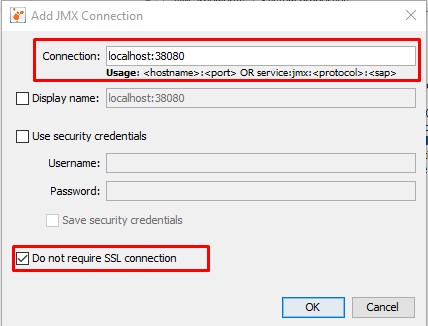 Add JMX Connection
Connection: localhost:38080
Usage: <hostname>:<port> OR service:jmx:<protocol>:<sap>
Display name: localhost:38080
Use security credentials
Username:
Password:
Save security credentials
Do not require SSL connection
OK Cancel